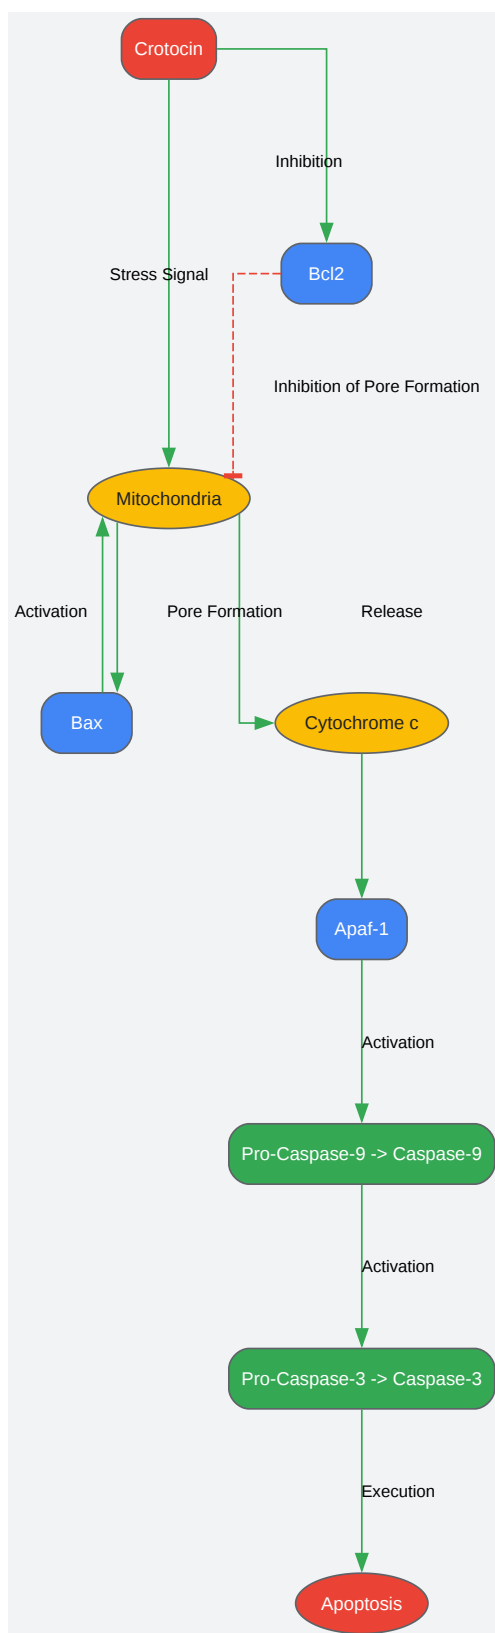 Crotocin
Inhibition
Stress Signal
Bcl2
Inhibition of Pore Formation
Mitochondria
Activation
Pore Formation
Release
Bax
Cytochrome c
Apaf-1
Activation
Pro-Caspase-9 -> Caspase-9
Activation
Pro-Caspase-3 -> Caspase-3
Execution
Apoptosis